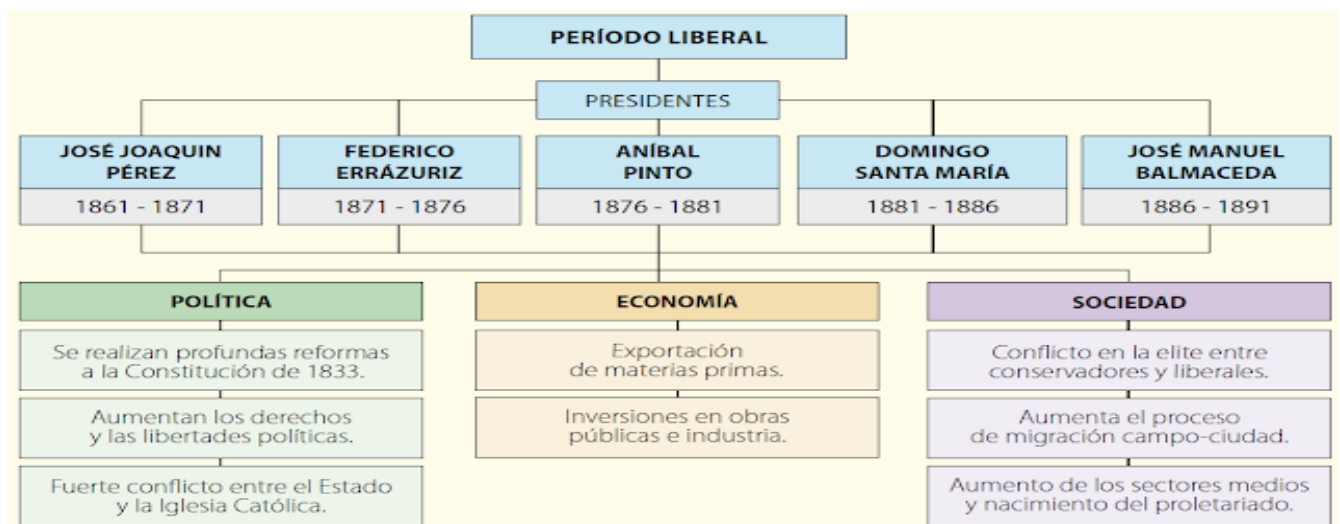 PERÍODO LIBERAL
PRESIDENTES
JOSÉ JOAQUIN
PÉREZ
1861 - 1871
FEDERICO
ERRÁZURIZ
1871 - 1876
ANÍBAL
PINTO
1876 - 1881
DOMINGO
SANTA MARÍA
1881 - 1886
JOSÉ MANUEL
BALMACEDA
1886 - 1891
POLÍTICA
Se realizan profundas reformas
a la Constitución de 1833.
Aumentan los derechos
y las libertades políticas.
Fuerte conflicto entre el Estado
y la Iglesia Católica.
ECONOMÍA
Exportación
de materias primas.
Inversiones en obras
públicas e industria.
SOCIEDAD
Conflicto en la elite entre
conservadores y liberales.
Aumenta el proceso
de migración campo-ciudad.
Aumento de los sectores medios
y nacimiento del proletariado.